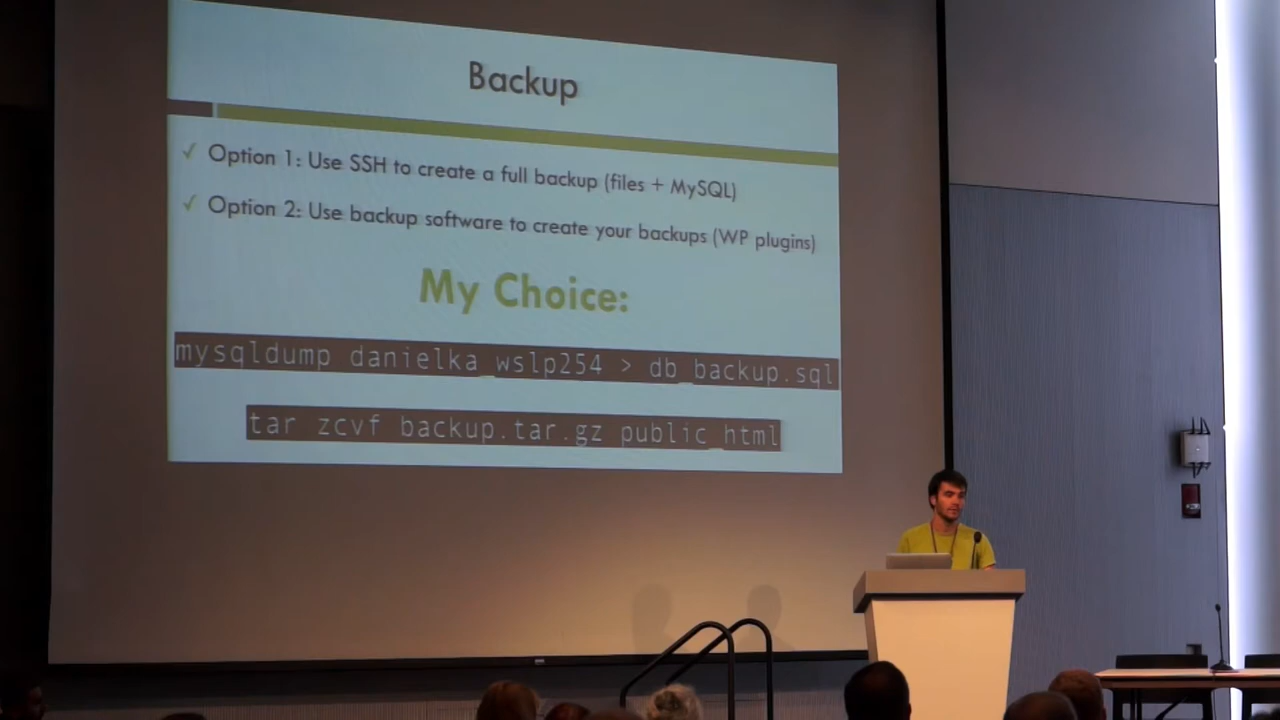 Backup
✓ Option 1: Use SSH to create a full backup (files + MySQL)
✓ Option 2: Use backup software to create your backups (WP plugins)
My Choice:
mysqldump danielka_wslp254 > db_backup.sql
tar zcvf backup.tar.gz public_html